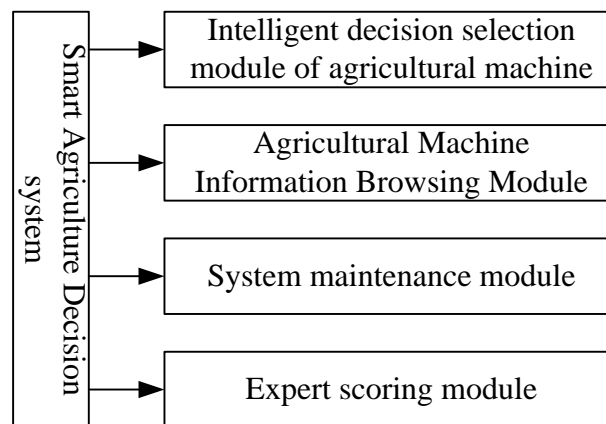 Smart Agriculture Decision
system
Intelligent decision selection
module of agricultural machine
Agricultural Machine
Information Browsing Module
System maintenance module
Expert scoring module